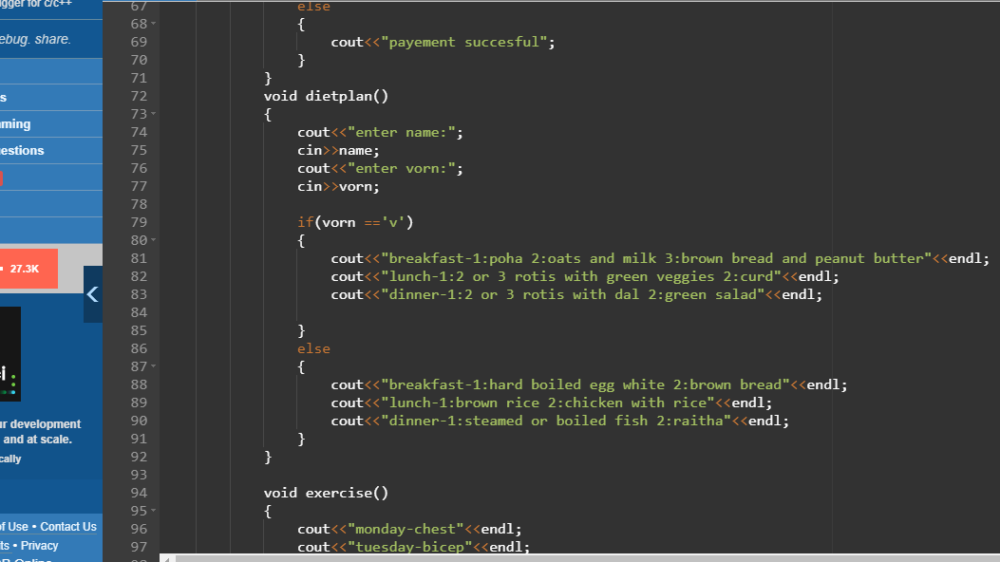 gger for c/c++
ebug. share.
s
ming
estions
27.3K
i
ur development
and at scale.
cally
of Use • Contact Us
ts • Privacy
67 else
68 {
69 cout<<"payement succesful";
70 }
71 }
72 void dietplan()
73 {
74 cout<<"enter name:";
75 cin>>name;
76 cout<<"enter vorn:";
77 cin>>vorn;
78
79 if(vorn =='v')
80 {
81 cout<<"breakfast-1:poha 2:oats and milk 3:brown bread and peanut butter"<<endl;
82 cout<<"lunch-1:2 or 3 rotis with green veggies 2:curd"<<endl;
83 cout<<"dinner-1:2 or 3 rotis with dal 2:green salad"<<endl;
84
85 }
86 else
87 {
88 cout<<"breakfast-1:hard boiled egg white 2:brown bread"<<endl;
89 cout<<"lunch-1:brown rice 2:chicken with rice"<<endl;
90 cout<<"dinner-1:steamed or boiled fish 2:raitha"<<endl;
91 }
92 }
93
94 void exercise()
95 {
96 cout<<"monday-chest"<<endl;
97 cout<<"tuesday-bicep"<<endl;